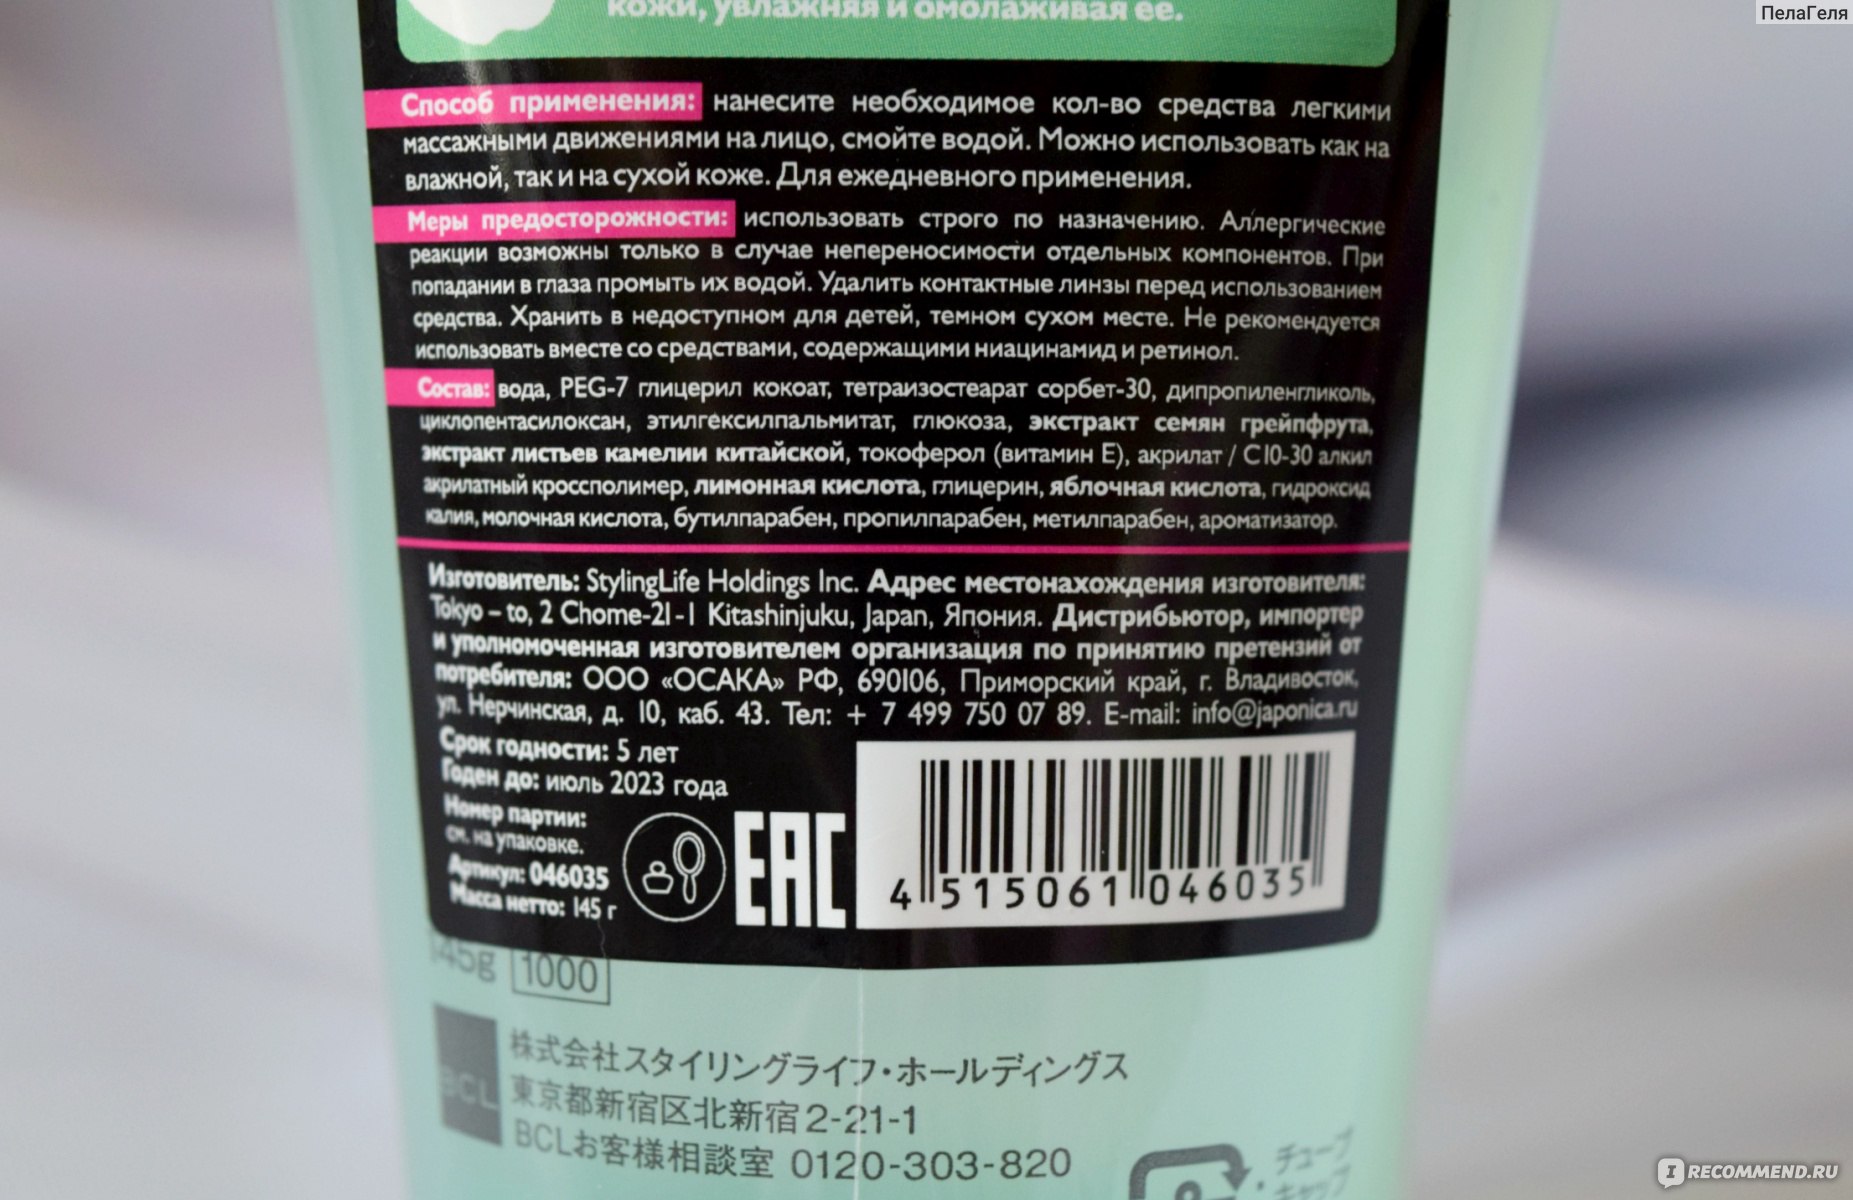 ПелаГеля
кожи, увлажняя и омолаживая ее.
Способ применения: нанесите необходимое кол-во средства легкими
массажными движениями на лицо, смойте водой. Можно использовать как на
влажной, так и на сухой коже. Для ежедневного применения.
Меры предосторожности: использовать строго по назначению. Аллергические
реакции возможны только в случае непереносимости отдельных компонентов. При
попадании в глаза промыть их водой. Удалить контактные линзы перед использованием
средства. Хранить в недоступном для детей, темном сухом месте. Не рекомендуется
использовать вместе со средствами, содержащими ниацинамид и ретинол.
Состав: вода, PEG-7 глицерил кокоат, тетраизостеарат сорбет-30, дипропиленгликоль,
циклопентасилоксан, этилгексилпальмитат, глюкоза, экстракт семян грейпфрута,
экстракт листьев камелии китайской, токоферол (витамин Е), акрилат / С10-30 алкил
акрилатный кроссполимер, лимонная кислота, глицерин, яблочная кислота, гидроксид
калия, молочная кислота, бутилпарабен, пропилпарабен, метилпарабен, ароматизатор.
Изготовитель: StylingLife Holdings Inc. Адрес местонахождения изготовителя:
Tokyo – to, 2 Chome-21-1 Kitashinjuku, Japan, Япония. Дистрибьютор, импортер
и уполномоченная изготовителем организация по принятию претензий от
потребителя: ООО «ОСАКА» РФ, 690106, Приморский край, г. Владивосток,
ул. Нерчинская, д. 10, каб. 43. Тел: + 7 499 750 07 89. E-mail: info@japonica.ru
Срок годности: 5 лет
Годен до: июль 2023 года
Номер партии:
см. на упаковке.
Артикул: 046035
Масса нетто: 145 г
EAC
4 515061 046035
145g 1000
BCL
株式会社スタイリングライフ・ホールディングス
東京都新宿区北新宿2-21-1
BCLお客様相談室 0120-303-820
チューブ
キャップ
IRECOMMEND.RU